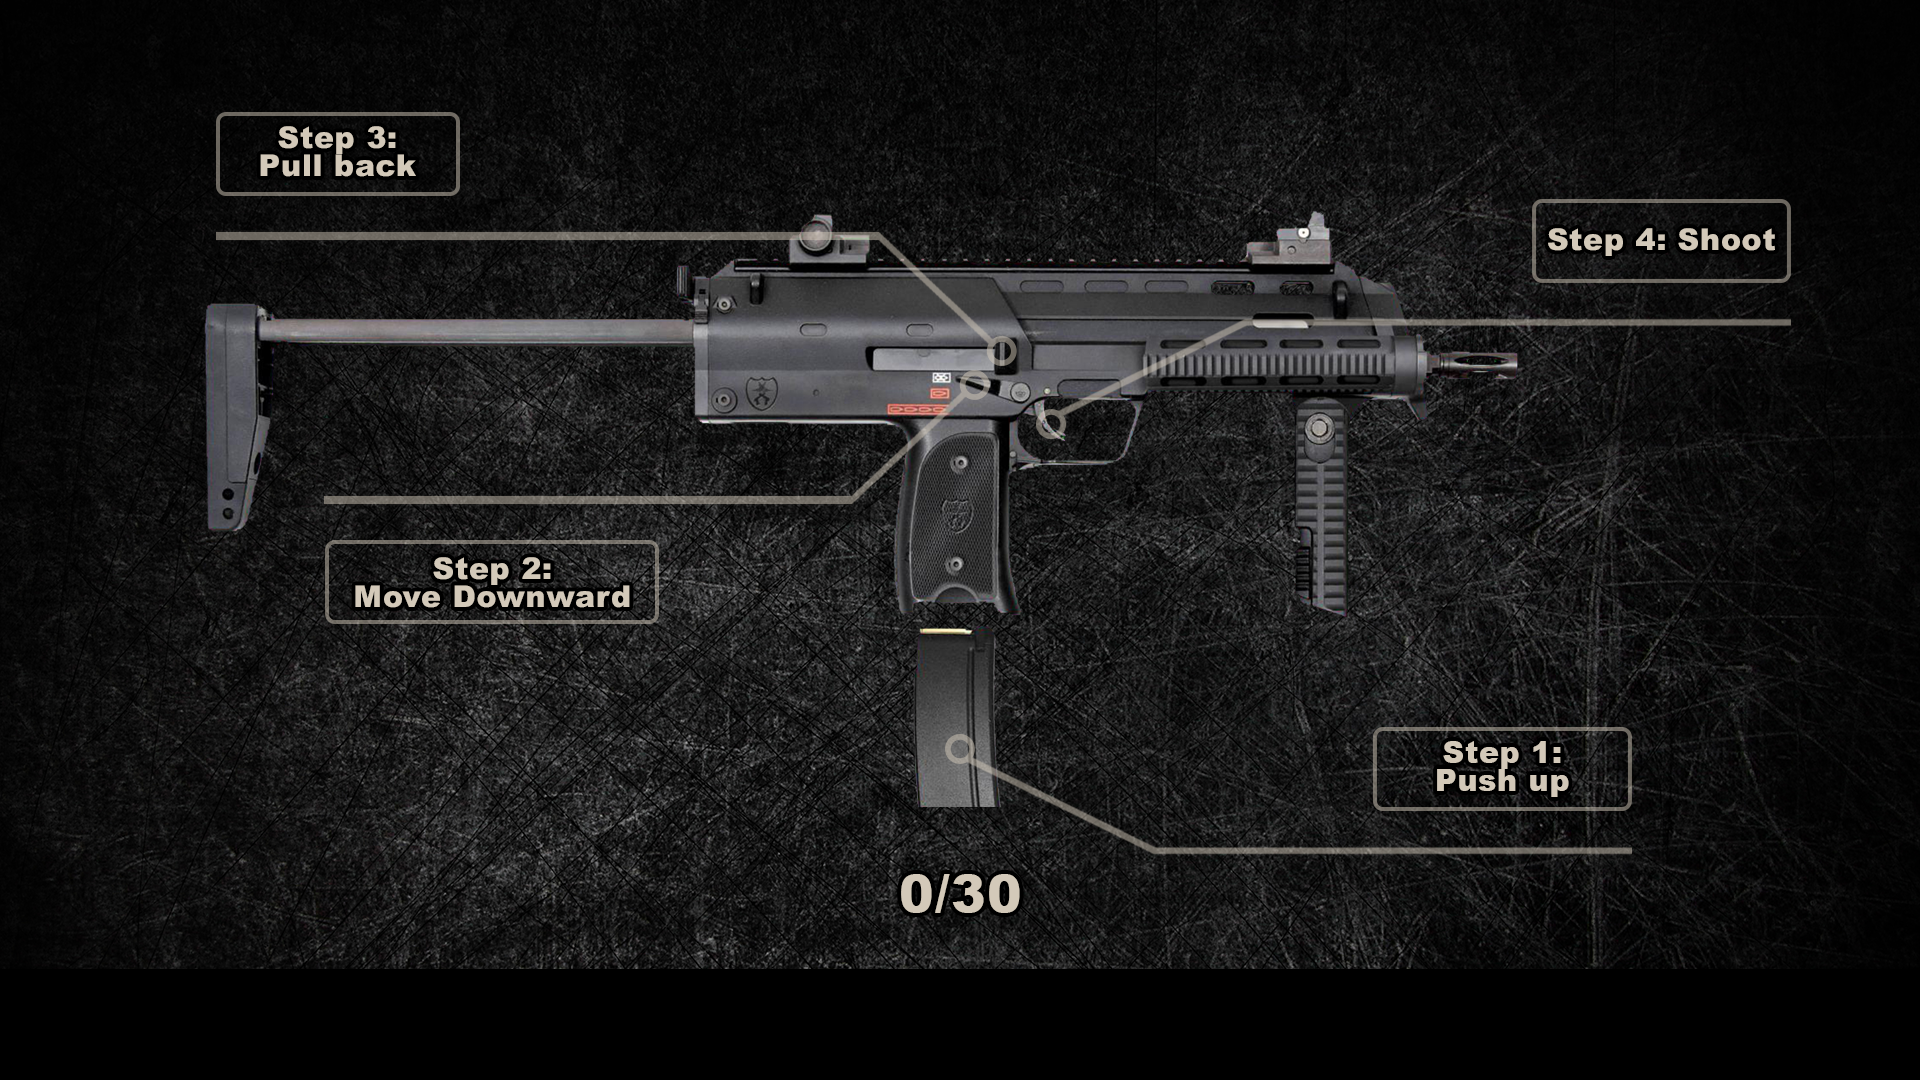 Step 3:
Pull back
Step 4: Shoot
Step 2:
Move Downward
Step 1:
Push up
0/30